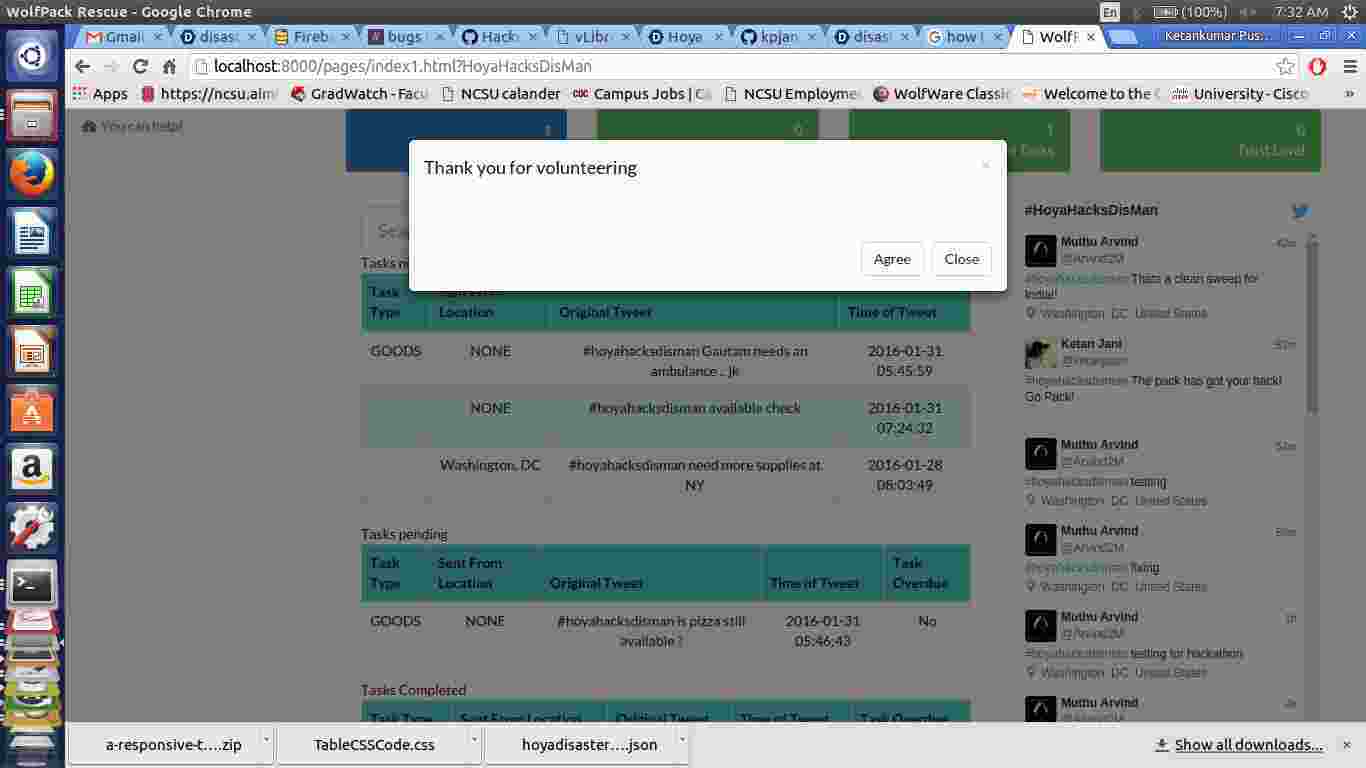 WolfPack Rescue - Google Chrome
En (100%) 7:32 AM
Gmail disas Fireb bugs Hack vLibr Hoya kpjan disas how WolfP Ketankumar Pus...
localhost:8000/pages/index1.html?HoyaHacksDisMan
Apps https://ncsu.aim GradWatch - Facu NCSU calander Campus Jobs | Ca NCSU Employme WolfWare Classic Welcome to the University - Cisco »
You can help!
1
0
1
Tasks
0
Trust Level
Thank you for volunteering ×
Agree Close
Sea
Tasks
Task
Type
Location
Original Tweet
Time of Tweet
GOODS NONE #hoyahacksdisman Gautam needs an
ambulance .. jk
2016-01-31
05:45:59
NONE #hoyahacksdisman available check 2016-01-31
07:24:32
Washington, DC #hoyahacksdisman need more supplies at
NY
2016-01-28
06:03:49
Tasks pending
Task
Type
Sent From
Location
Original Tweet
Time of Tweet
Task
Overdue
GOODS NONE #hoyahacksdisman is pizza still
available ?
2016-01-31
05:46:43
No
Tasks Completed
Task Type Sent From Location Original Tweet Time of Tweet Task Overdue
#HoyaHacksDisMan
Muthu Arvind 42m
@Arvind2M
#hoyahacksdisman Thats a clean sweep for
India!
Washington, DC, United States
Ketan Jani
#hoyahacksdisman The pack has got your back!
Go Pack!
Muthu Arvind
@Arvind2M
#hoyahacksdisman testing
Washington, DC, United States
Muthu Arvind
@Arvind2M
#hoyahacksdisman fixing
Washington, DC, United States
Muthu Arvind 1h
@Arvind2M
#hoyahacksdisman testing for hackathon
Washington, DC, United States
Muthu Arvind
@Arvind2M
a-responsive-t....zip TableCSSCode.css hoyadisaster....json Show all downloads...